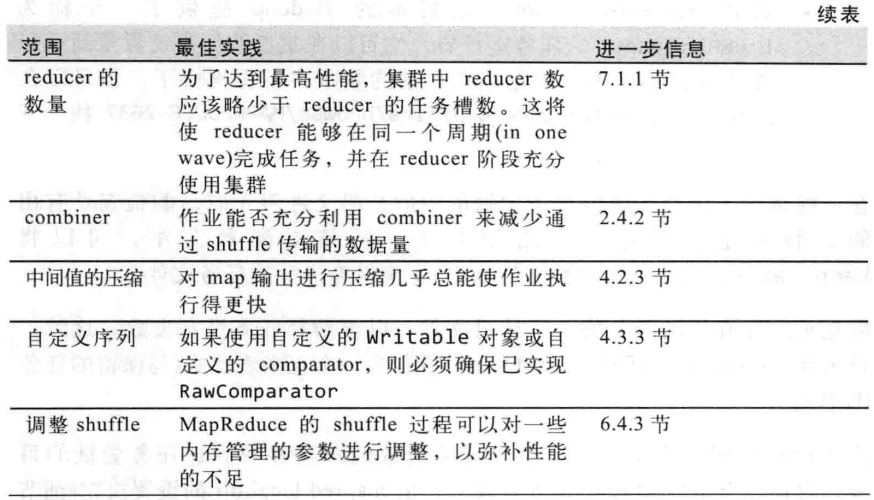 续表
范围 最佳实践 进一步信息
reducer 的 为了达到最高性能，集群中 reducer 数 7.1.1 节
数量 应该略少于 reducer 的任务槽数。这将
使 reducer 能够在同一个周期(in one
wave)完成任务，并在 reducer 阶段充分
使用集群
combiner 作业能否充分利用 combiner 来减少通 2.4.2 节
过 shuffle 传输的数据量
中间值的压缩 对 map 输出进行压缩几乎总能使作业执 4.2.3 节
行得更快
自定义序列 如果使用自定义的 Writable 对象或自 4.3.3 节
定义的 comparator，则必须确保已实现
RawComparator
调整 shuffle MapReduce 的 shuffle 过程可以对一些 6.4.3 节
内存管理的参数进行调整，以弥补性能
的不足